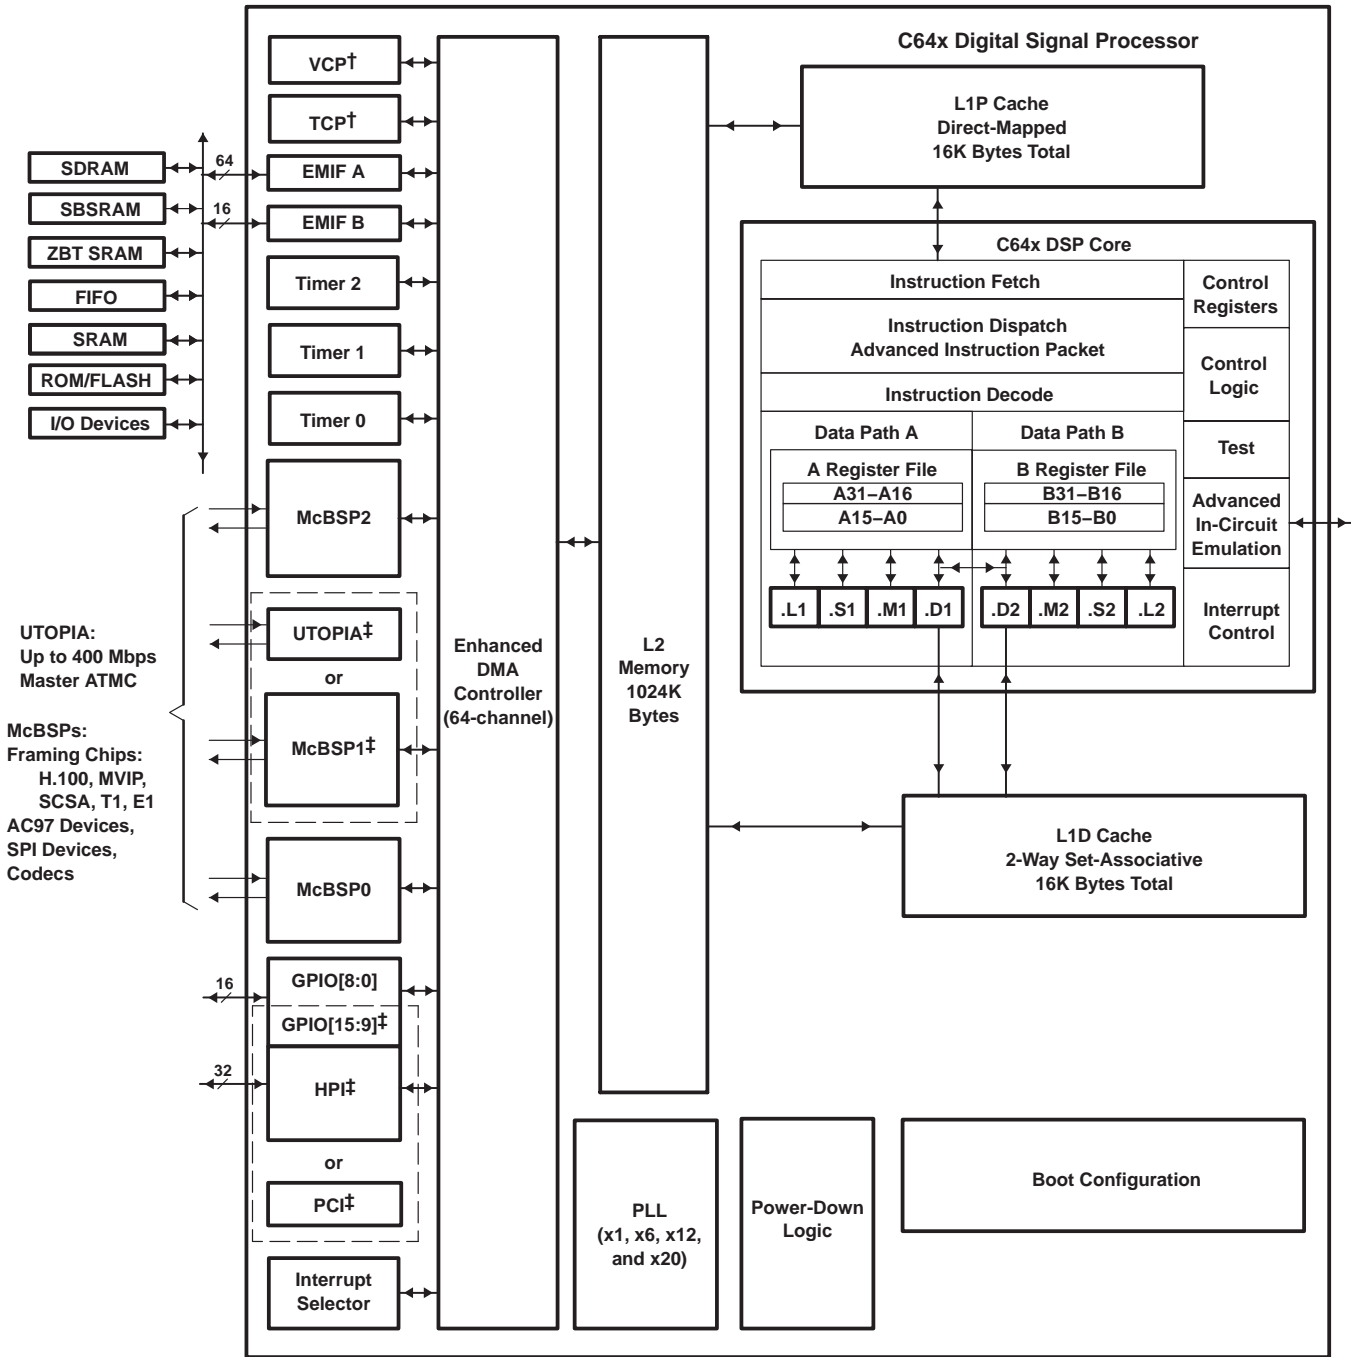 C64x Digital Signal Processor
VCP†
TCP†
EMIF A
EMIF B
Timer 2
Timer 1
Timer 0
McBSP2
UTOPIA‡
or
McBSP1‡
McBSP0
GPIO[8:0]
GPIO[15:9]‡
HPI‡
or
PCI‡
Interrupt
Selector
64
16
16
32
SDRAM
SBSRAM
ZBT SRAM
FIFO
SRAM
ROM/FLASH
I/O Devices
UTOPIA:
Up to 400 Mbps
Master ATMC
McBSPs:
Framing Chips:
H.100, MVIP,
SCSA, T1, E1
AC97 Devices,
SPI Devices,
Codecs
Enhanced
DMA
Controller
(64-channel)
L2
Memory
1024K
Bytes
L1P Cache
Direct-Mapped
16K Bytes Total
C64x DSP Core
Instruction Fetch
Instruction Dispatch
Advanced Instruction Packet
Instruction Decode
Data Path A
Data Path B
A Register File
A31–A16
A15–A0
B Register File
B31–B16
B15–B0
.L1
.S1
.M1
.D1
.D2
.M2
.S2
.L2
Control
Registers
Control
Logic
Test
Advanced
In-Circuit
Emulation
Interrupt
Control
L1D Cache
2-Way Set-Associative
16K Bytes Total
PLL
(x1, x6, x12,
and x20)
Power-Down
Logic
Boot Configuration